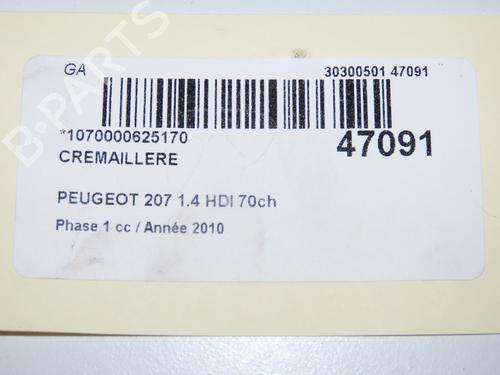 GA 30300501 47091
*1070000625170 47091
CREMAILLERE
PEUGEOT 207 1.4 HDI 70ch
Phase 1 cc / Année 2010
B-PARTS